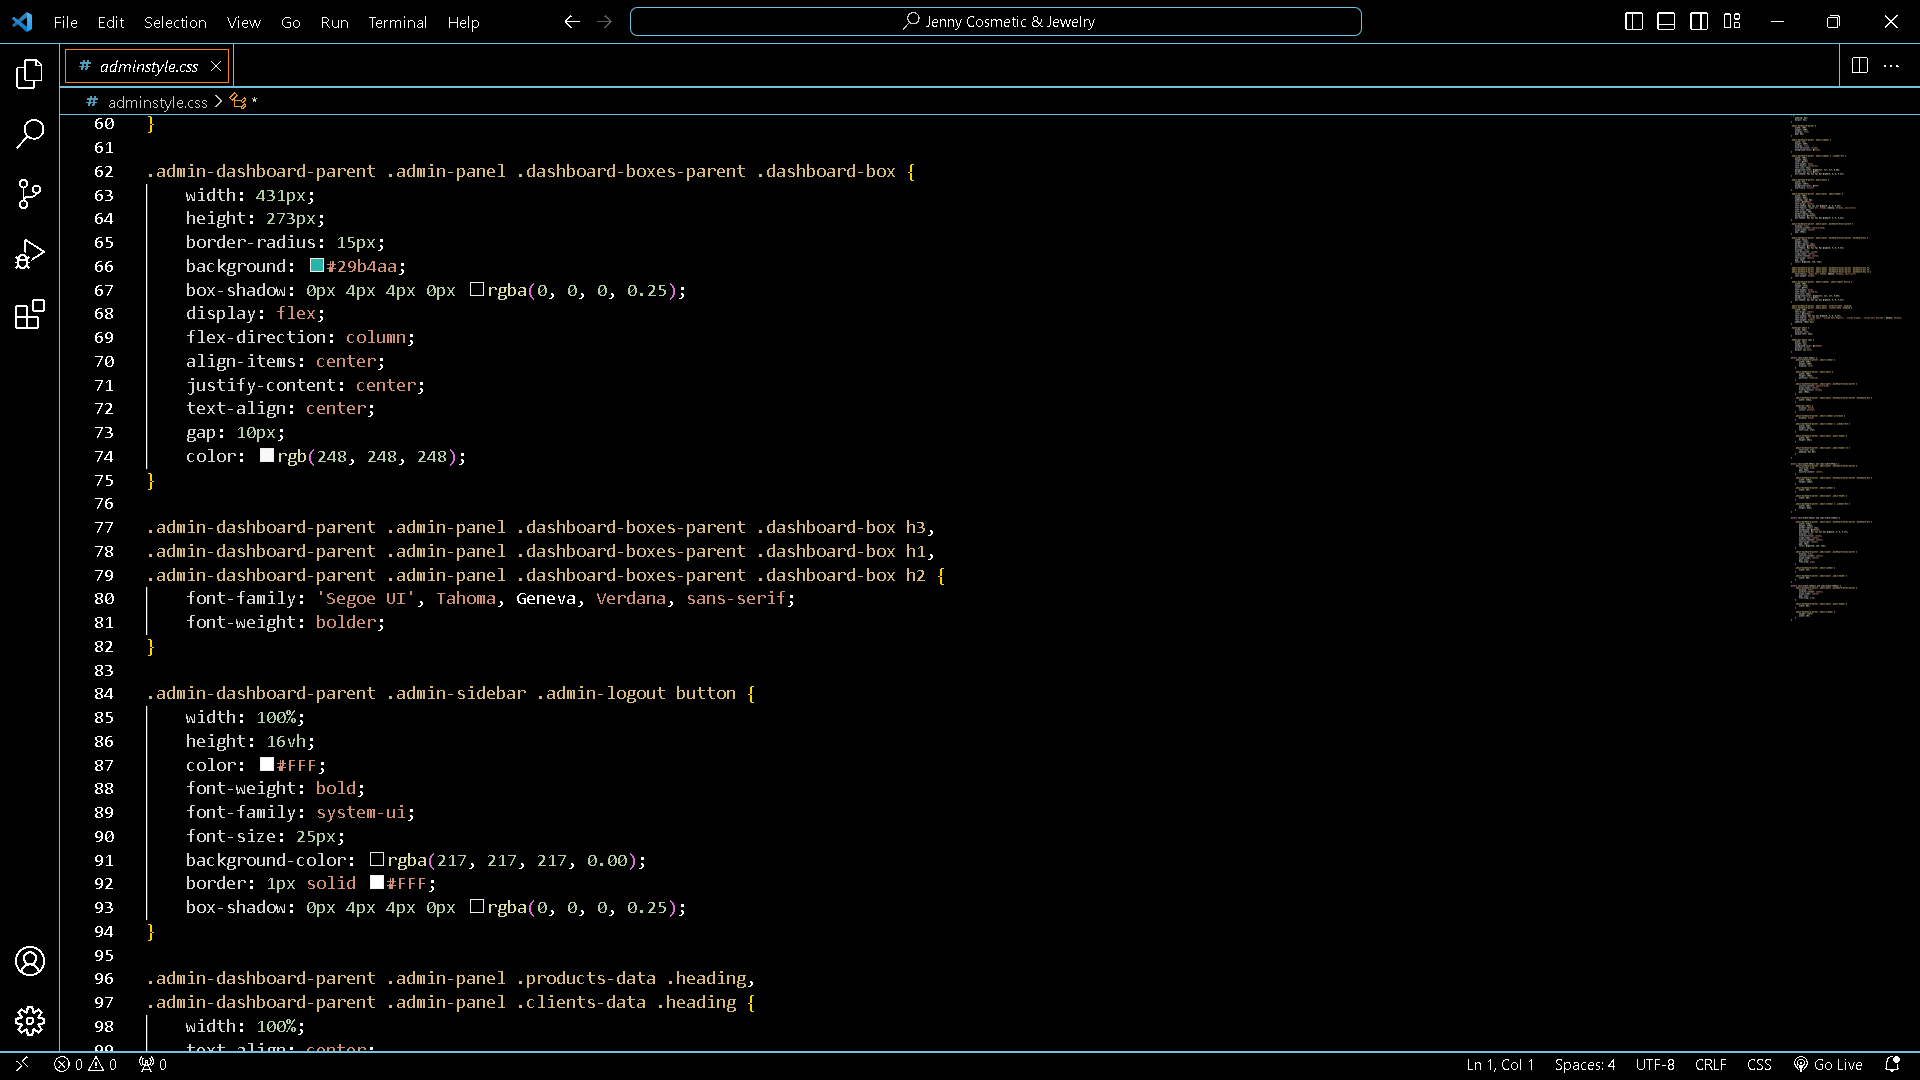 File Edit Selection View Go Run Terminal Help Jenny Cosmetic & Jewelry
# adminstyle.css
# adminstyle.css > *
60 }
61
62 .admin-dashboard-parent .admin-panel .dashboard-boxes-parent .dashboard-box {
63 width: 431px;
64 height: 273px;
65 border-radius: 15px;
66 background: #29b4aa;
67 box-shadow: 0px 4px 4px 0px rgba(0, 0, 0, 0.25);
68 display: flex;
69 flex-direction: column;
70 align-items: center;
71 justify-content: center;
72 text-align: center;
73 gap: 10px;
74 color: rgb(248, 248, 248);
75 }
76
77 .admin-dashboard-parent .admin-panel .dashboard-boxes-parent .dashboard-box h3,
78 .admin-dashboard-parent .admin-panel .dashboard-boxes-parent .dashboard-box h1,
79 .admin-dashboard-parent .admin-panel .dashboard-boxes-parent .dashboard-box h2 {
80 font-family: 'Segoe UI', Tahoma, Geneva, Verdana, sans-serif;
81 font-weight: bolder;
82 }
83
84 .admin-dashboard-parent .admin-sidebar .admin-logout button {
85 width: 100%;
86 height: 16vh;
87 color: #FFF;
88 font-weight: bold;
89 font-family: system-ui;
90 font-size: 25px;
91 background-color: rgba(217, 217, 217, 0.00);
92 border: 1px solid #FFF;
93 box-shadow: 0px 4px 4px 0px rgba(0, 0, 0, 0.25);
94 }
95
96 .admin-dashboard-parent .admin-panel .products-data .heading,
97 .admin-dashboard-parent .admin-panel .clients-data .heading {
98 width: 100%;
99 text-align: center;
0 0 0 Ln 1, Col 1 Spaces: 4 UTF-8 CRLF CSS Go Live